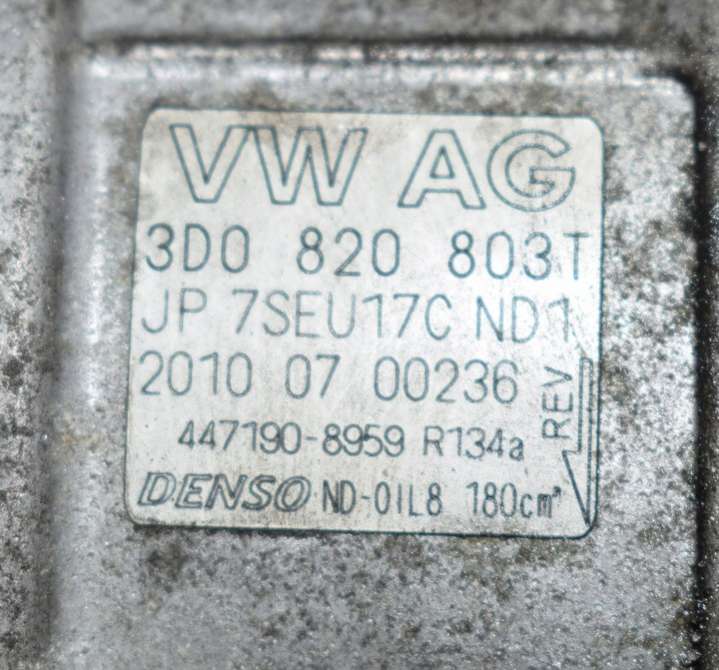 VW AG
3D0 820 803T
JP 7SEU17C ND1
2010 07 00236
REV
447190-8959 R134a
DENSO ND-OIL8 180cm³